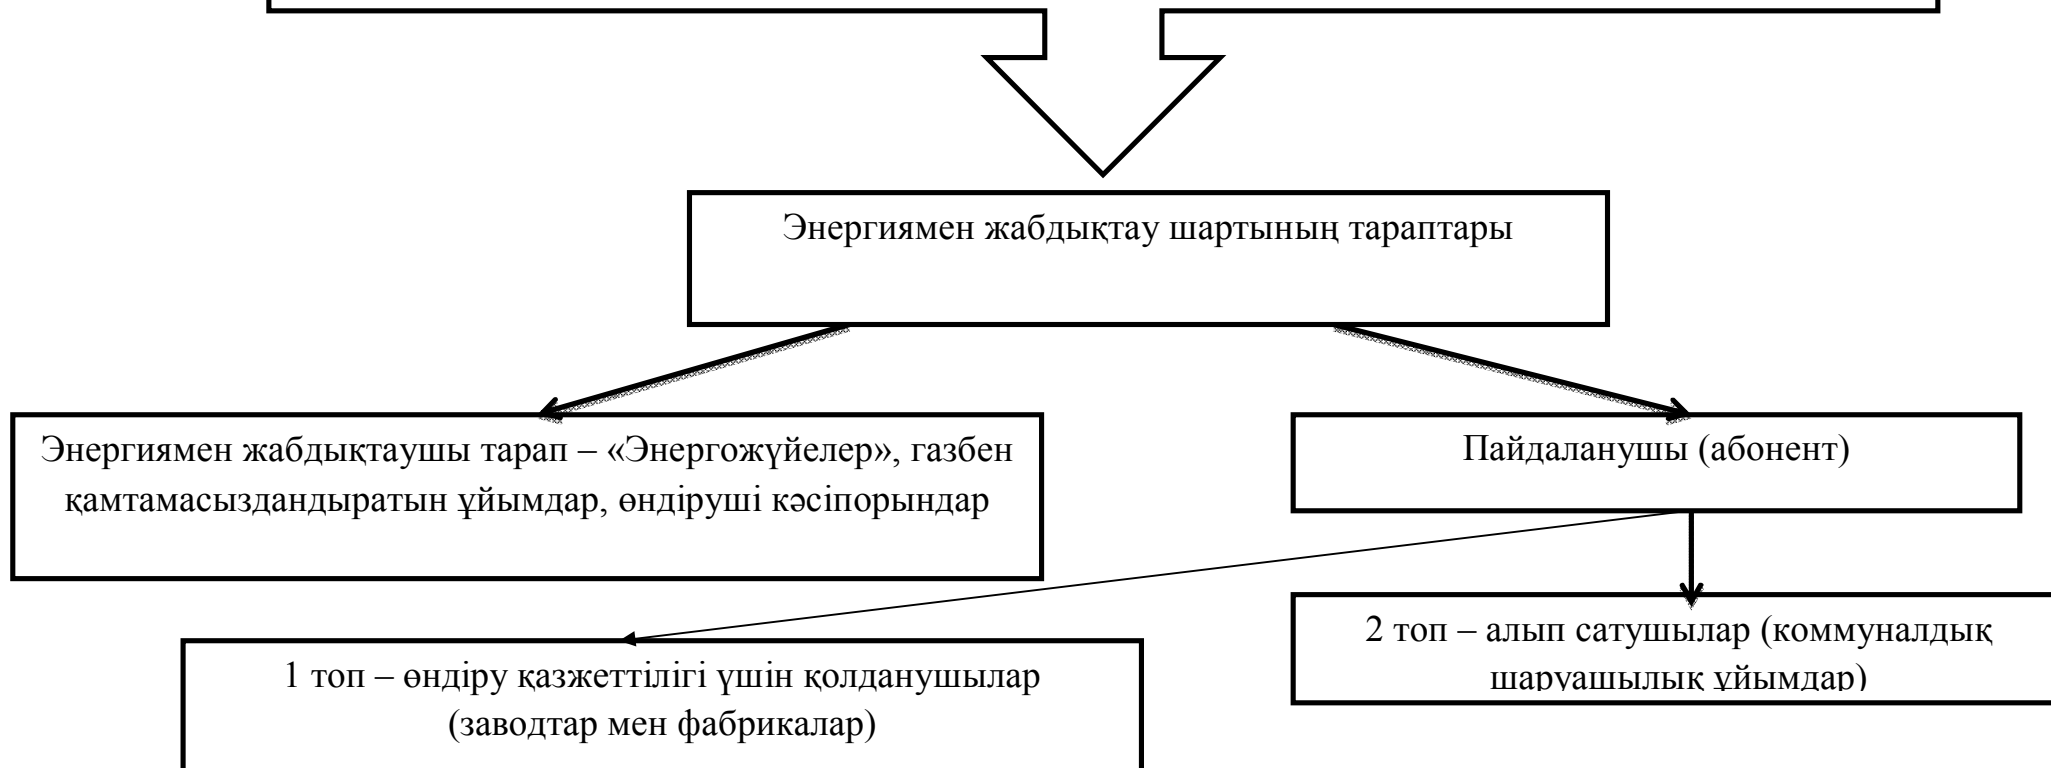 Энергиямен жабдықтау шартының тараптары
Энергиямен жабдықтаушы тарап – «Энергожүйелер», газбен
қамтамасыздандыратын ұйымдар, өндіруші кәсіпорындар
Пайдаланушы (абонент)
1 топ – өндіру қазжеттілігі үшін қолданушылар
(заводтар мен фабрикалар)
2 топ – алып сатушылар (коммуналдық
шаруашылық ұйымдар)